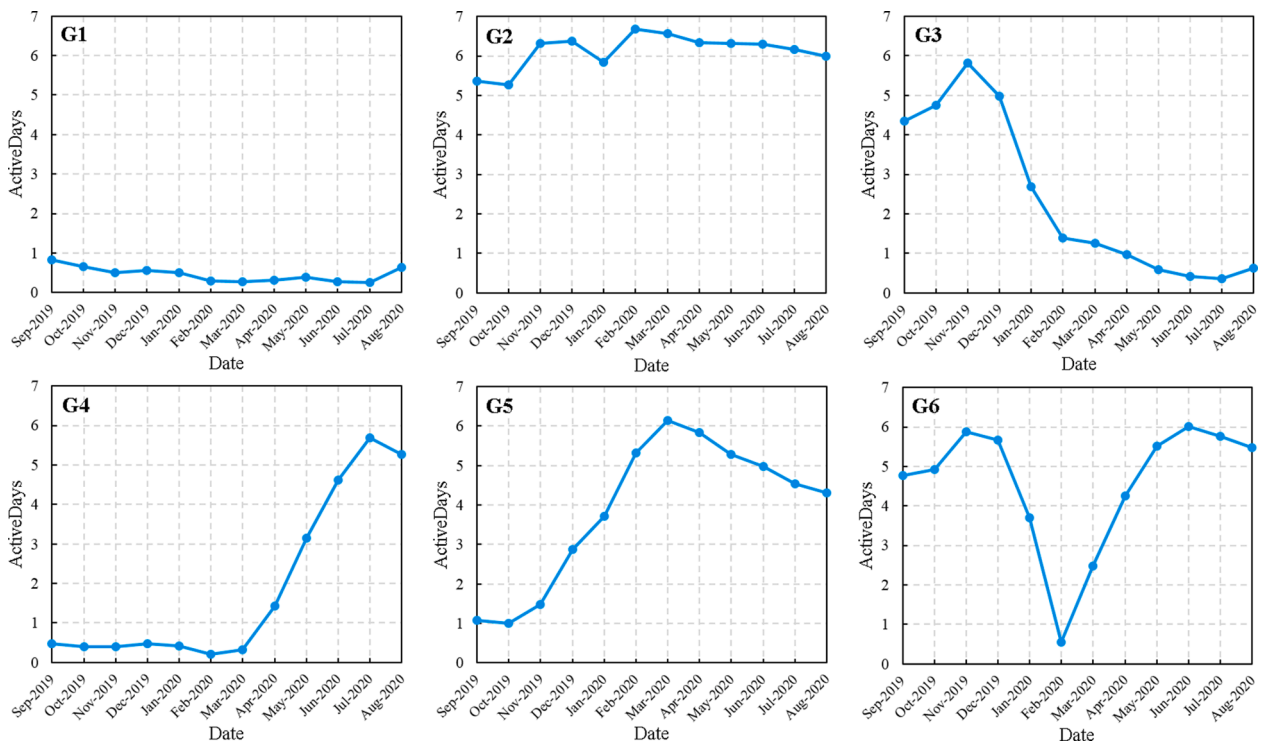 G1
ActiveDays
7
6
5
4
3
2
1
0
Sep-2019
Oct-2019
Nov-2019
Dec-2019
Jan-2020
Feb-2020
Mar-2020
Apr-2020
May-2020
Jun-2020
Jul-2020
Aug-2020
Date
G2
ActiveDays
7
6
5
4
3
2
1
0
Sep-2019
Oct-2019
Nov-2019
Dec-2019
Jan-2020
Feb-2020
Mar-2020
Apr-2020
May-2020
Jun-2020
Jul-2020
Aug-2020
Date
G3
ActiveDays
7
6
5
4
3
2
1
0
Sep-2019
Oct-2019
Nov-2019
Dec-2019
Jan-2020
Feb-2020
Mar-2020
Apr-2020
May-2020
Jun-2020
Jul-2020
Aug-2020
Date
G4
ActiveDays
7
6
5
4
3
2
1
0
Sep-2019
Oct-2019
Nov-2019
Dec-2019
Jan-2020
Feb-2020
Mar-2020
Apr-2020
May-2020
Jun-2020
Jul-2020
Aug-2020
Date
G5
ActiveDays
7
6
5
4
3
2
1
0
Sep-2019
Oct-2019
Nov-2019
Dec-2019
Jan-2020
Feb-2020
Mar-2020
Apr-2020
May-2020
Jun-2020
Jul-2020
Aug-2020
Date
G6
ActiveDays
7
6
5
4
3
2
1
0
Sep-2019
Oct-2019
Nov-2019
Dec-2019
Jan-2020
Feb-2020
Mar-2020
Apr-2020
May-2020
Jun-2020
Jul-2020
Aug-2020
Date